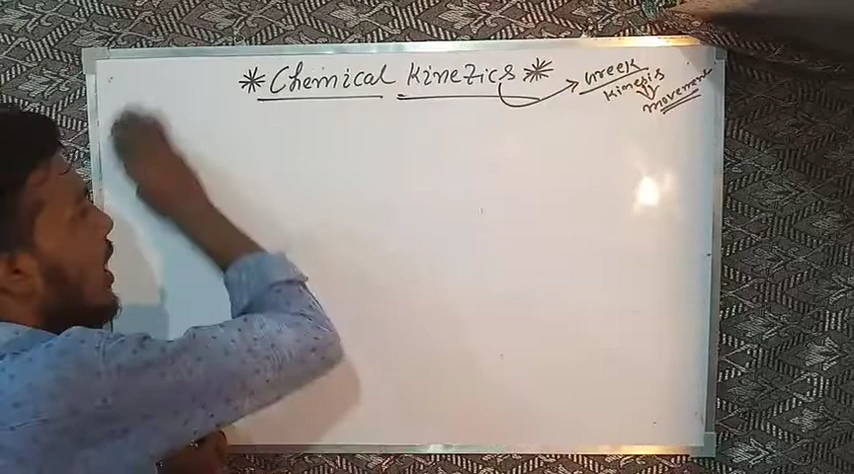 * Chemical Kinetics * → Greek
Kinesis
movement